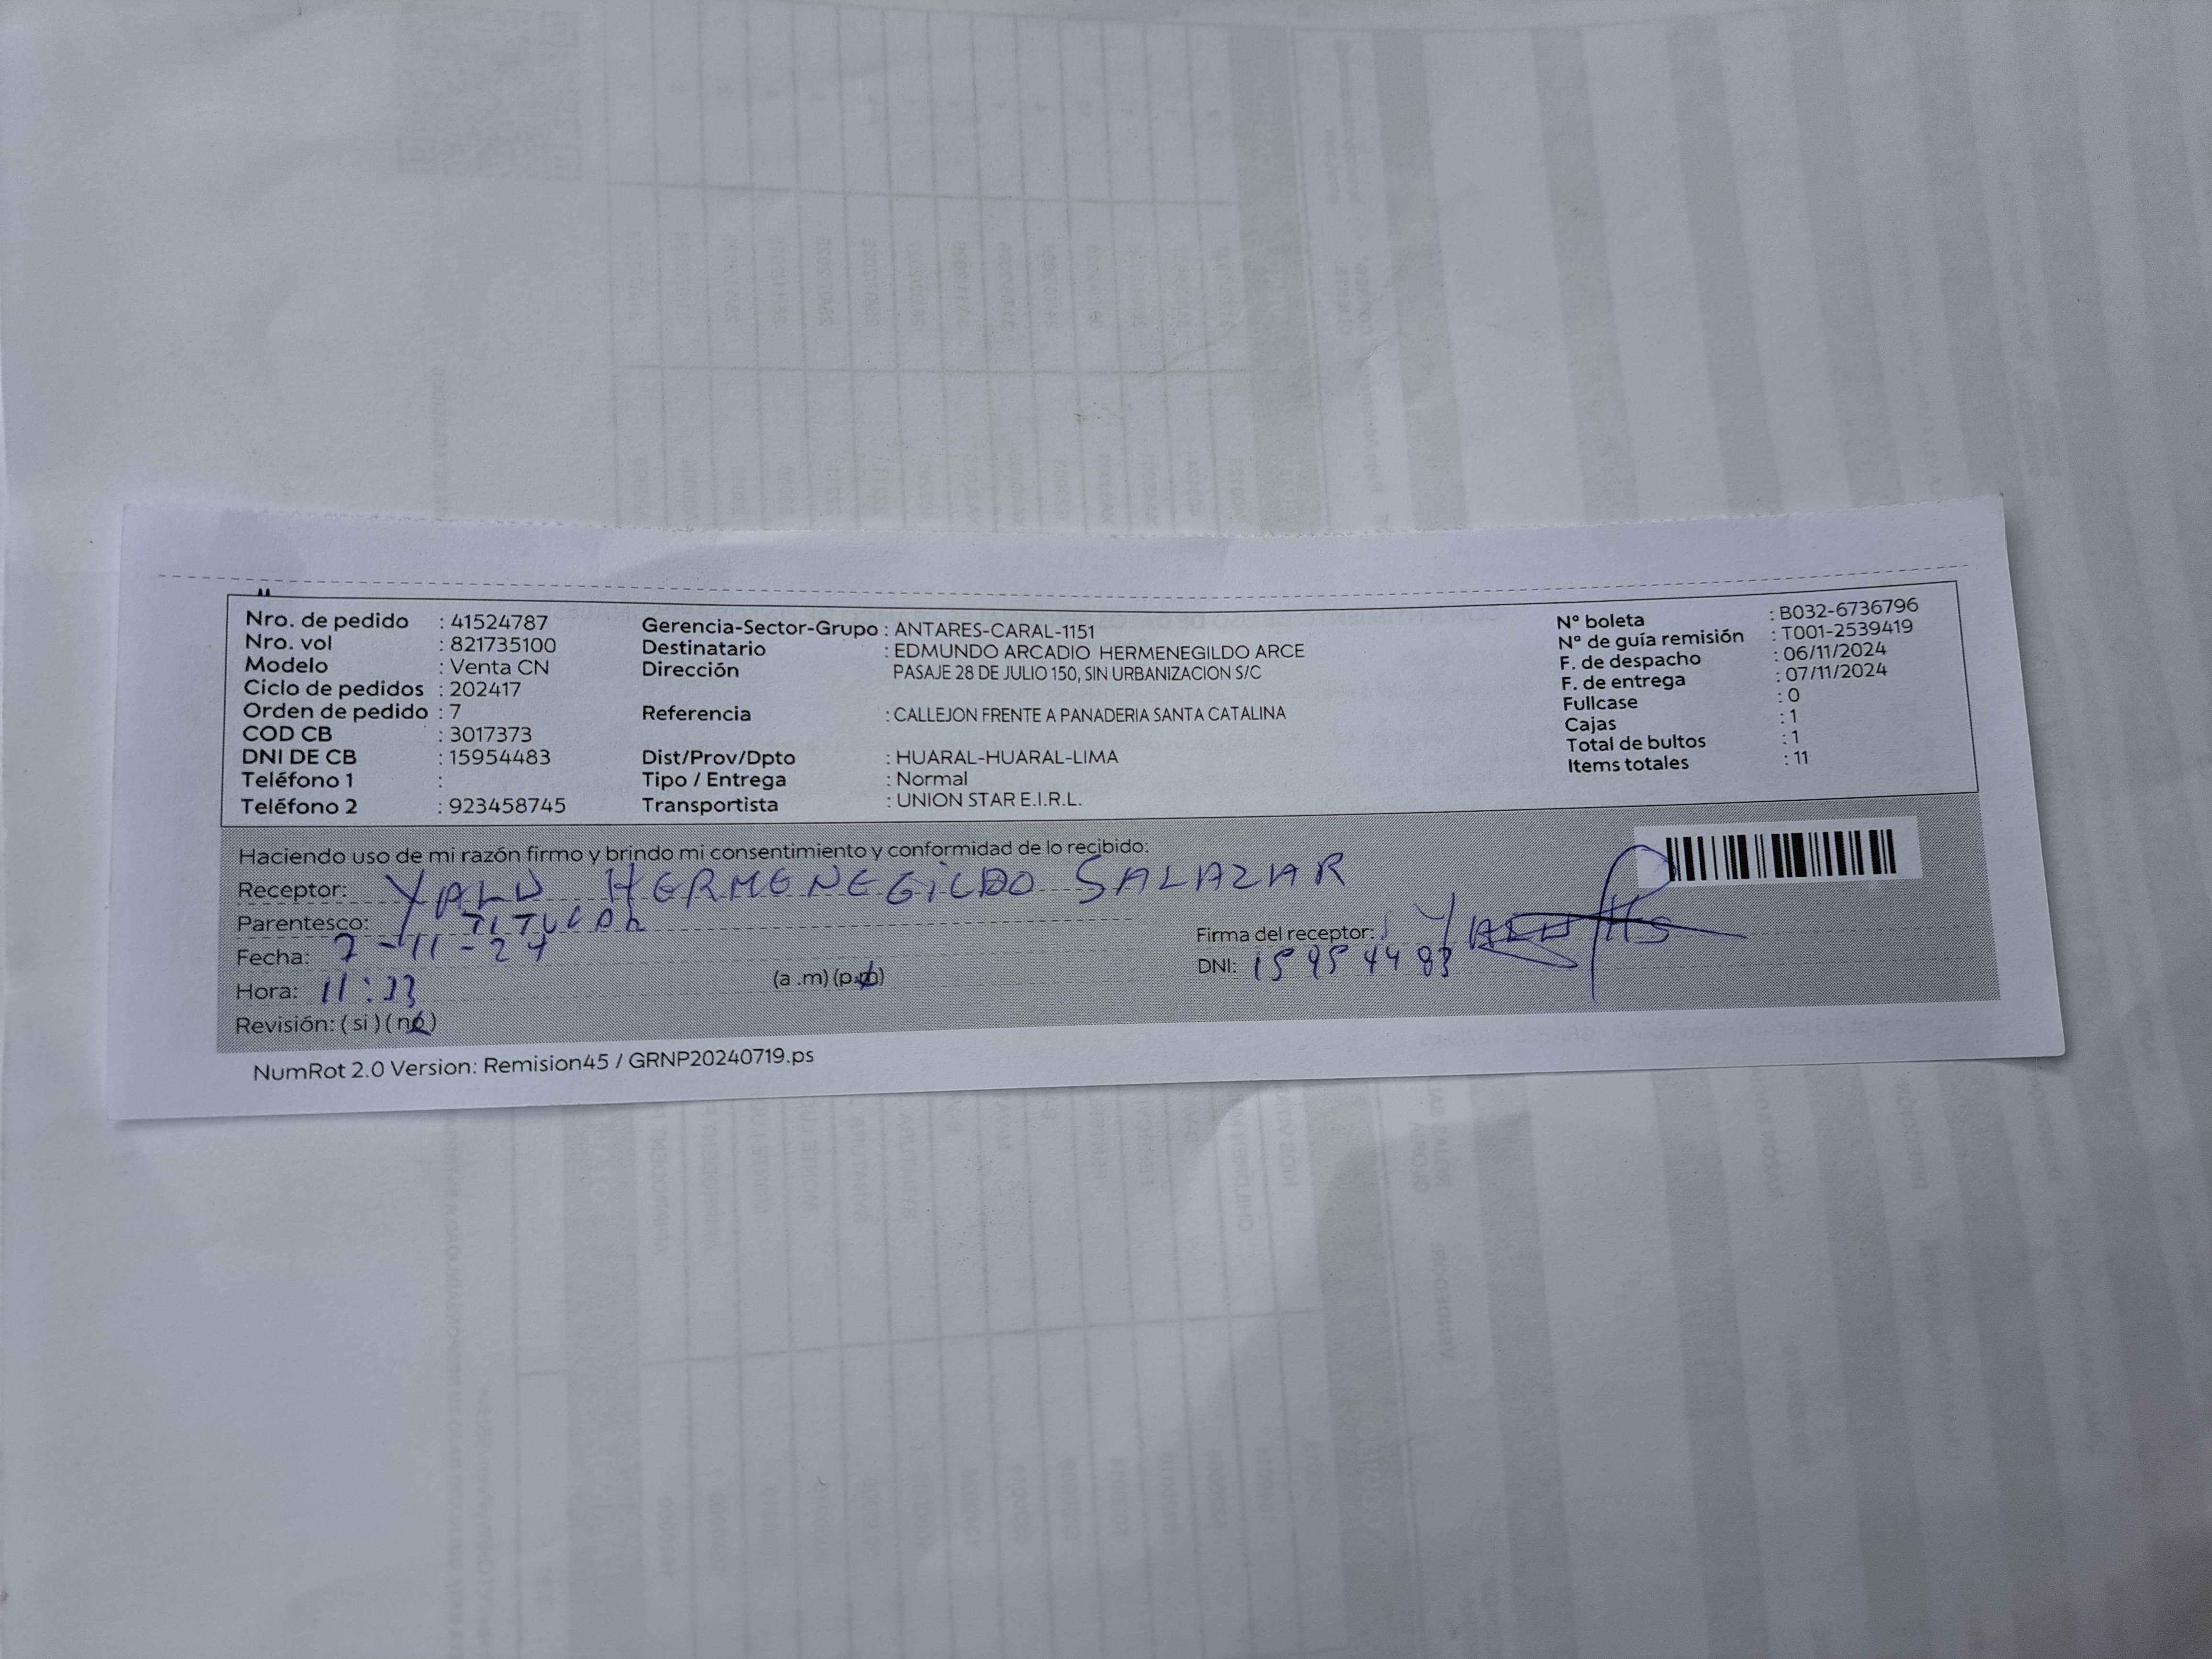 Nro. de pedido : 41524787
Nro. vol : 821735100
Modelo : Venta CN
Ciclo de pedidos : 202417
Orden de pedido : 7
COD CB : 3017373
DNI DE CB : 15954483
Teléfono 1 :
Teléfono 2 : 923458745
Gerencia-Sector-Grupo : ANTARES-CARAL-1151
Destinatario : EDMUNDO ARCADIO HERMENEGILDO ARCE
Dirección PASAJE 28 DE JULIO 150, SIN URBANIZACION S/C
Referencia : CALLEJON FRENTE A PANADERIA SANTA CATALINA
Dist/Prov/Dpto : HUARAL-HUARAL-LIMA
Tipo / Entrega : Normal
Transportista : UNION STAR E.I.R.L.
N° boleta : B032-6736796
N° de guía remisión : T001-2539419
F. de despacho : 06/11/2024
F. de entrega : 07/11/2024
Fullcase : 0
Cajas : 1
Total de bultos : 1
Items totales : 11
Haciendo uso de mi razón firmo y brindo mi consentimiento y conformidad de lo recibido:
Receptor: HERMENEGILDO SALAZAR
Parentesco: TITULAR
Fecha: 7-11-24
Hora: 11:33 (a .m) (p.m)
Revisión: ( si ) ( no )
Firma del receptor:
DNI: 15954483
NumRot 2.0 Version: Remision45 / GRNP20240719.ps